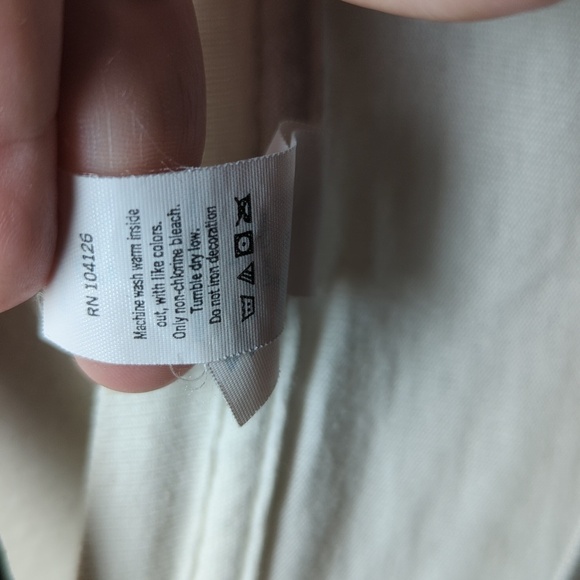 RN 104126
Machine wash warm inside
out, with like colors.
Only non-chlorine bleach.
Tumble dry low.
Do not iron decoration